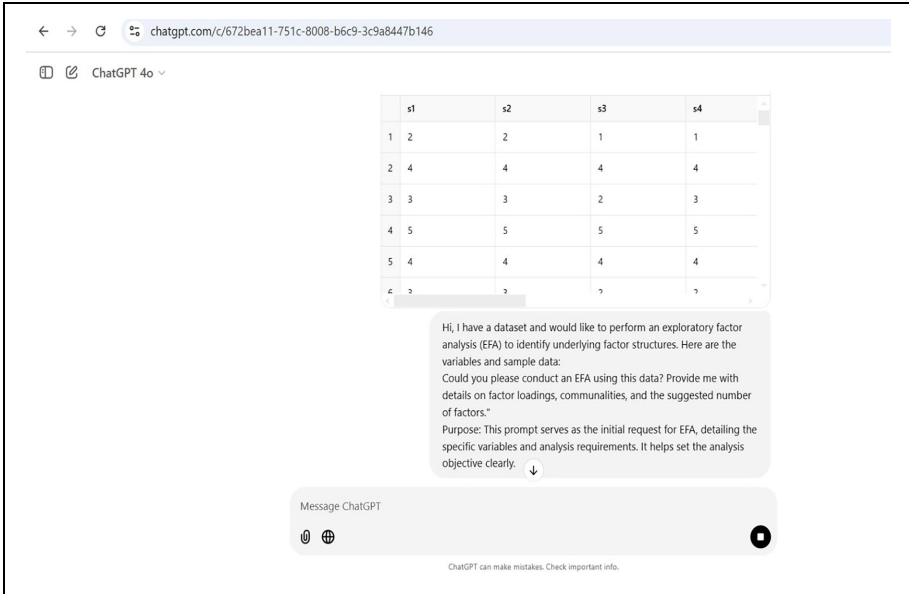 chatgpt.com/c/672bea11-751c-8008-b6c9-3c9a8447b146
ChatGPT 4o
s1 s2 s3 s4
1 2 2 1 1
2 4 4 4 4
3 3 3 2 3
4 5 5 5 5
5 4 4 4 4
Hi, I have a dataset and would like to perform an exploratory factor
analysis (EFA) to identify underlying factor structures. Here are the
variables and sample data:
Could you please conduct an EFA using this data? Provide me with
details on factor loadings, communalities, and the suggested number
of factors."
Purpose: This prompt serves as the initial request for EFA, detailing the
specific variables and analysis requirements. It helps set the analysis
objective clearly.
Message ChatGPT
ChatGPT can make mistakes. Check important info.